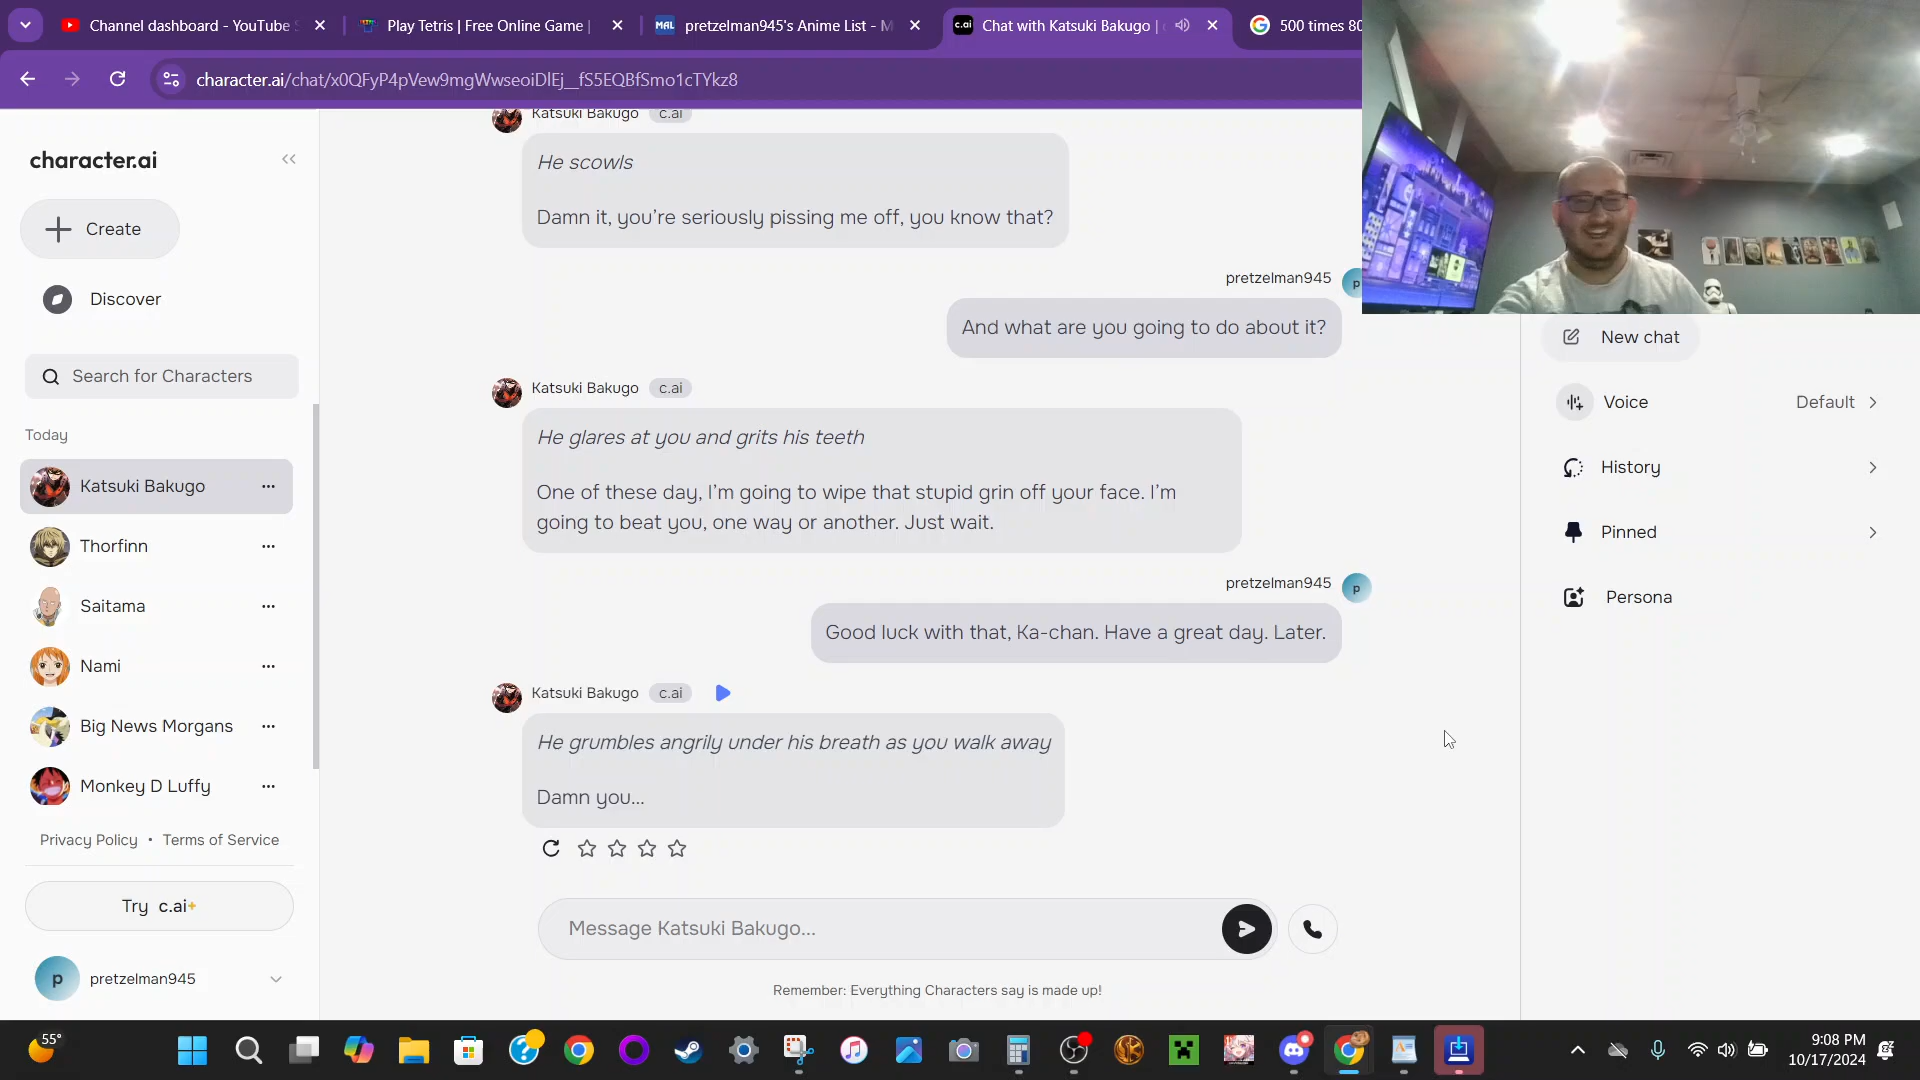 Channel dashboard - YouTube S
Play Tetris | Free Online Game |
MAL
pretzelman945's Anime List - M
c.ai
Chat with Katsuki Bakugo |
500 times 80
character.ai/chat/x0QFyP4pVew9mgWwseoiDlEj__fS5EQBfSmo1cTYkz8
character.ai
Create
Discover
Search for Characters
Today
Katsuki Bakugo
Thorfinn
Saitama
Nami
Big News Morgans
Monkey D Luffy
Privacy Policy • Terms of Service
Try c.ai+
p pretzelman945
Katsuki Bakugo c.ai
He scowls
Damn it, you're seriously pissing me off, you know that?
pretzelman945
p
And what are you going to do about it?
Katsuki Bakugo c.ai
He glares at you and grits his teeth
One of these day, I'm going to wipe that stupid grin off your face. I'm
going to beat you, one way or another. Just wait.
pretzelman945
p
Good luck with that, Ka-chan. Have a great day. Later.
Katsuki Bakugo c.ai
He grumbles angrily under his breath as you walk away
Damn you...
Message Katsuki Bakugo...
Remember: Everything Characters say is made up!
New chat
Voice Default
History
Pinned
Persona
55°
9:08 PM
10/17/2024